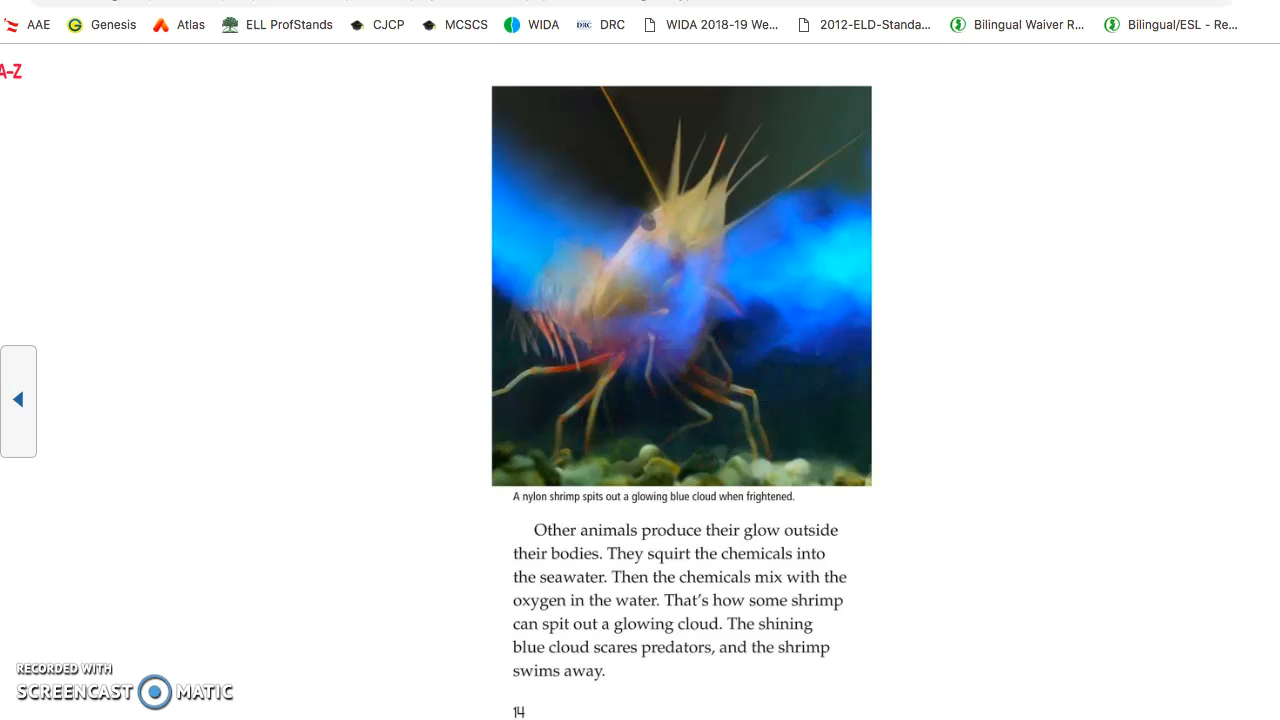 AAE Genesis Atlas ELL ProfStands CJCP MCSCS WIDA DRC DRC WIDA 2018-19 We... 2012-ELD-Standa... Bilingual Waiver R... Bilingual/ESL - Re...
A-Z
A nylon shrimp spits out a glowing blue cloud when frightened.
Other animals produce their glow outside
their bodies. They squirt the chemicals into
the seawater. Then the chemicals mix with the
oxygen in the water. That's how some shrimp
can spit out a glowing cloud. The shining
blue cloud scares predators, and the shrimp
swims away.
RECORDED WITH
SCREENCAST MATIC
14